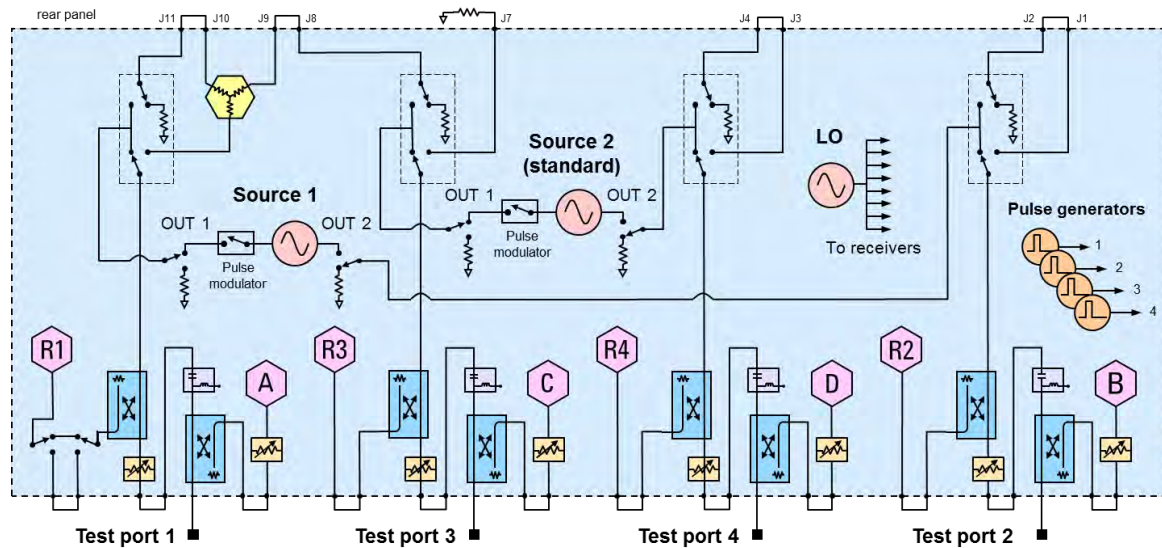 rear panel
J11 J10 J9 J8 J7 J4 J3 J2 J1
Source 1
OUT 1
OUT 2
Pulse
modulator
Source 2
(standard)
OUT 1
OUT 2
Pulse
modulator
LO
To receivers
Pulse generators
1
2
3
4
R1
A
R3
C
R4
D
R2
B
Test port 1
Test port 3
Test port 4
Test port 2